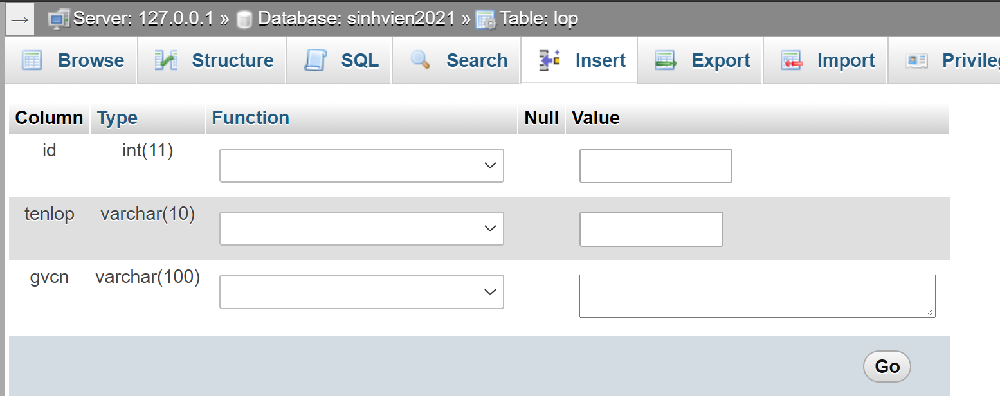 → Server: 127.0.0.1 » Database: sinhvien2021 » Table: lop
Browse Structure SQL Search Insert Export Import
Column Type Function Null Value
id int(11)
tenlop varchar(10)
gvcn varchar(100)
Go